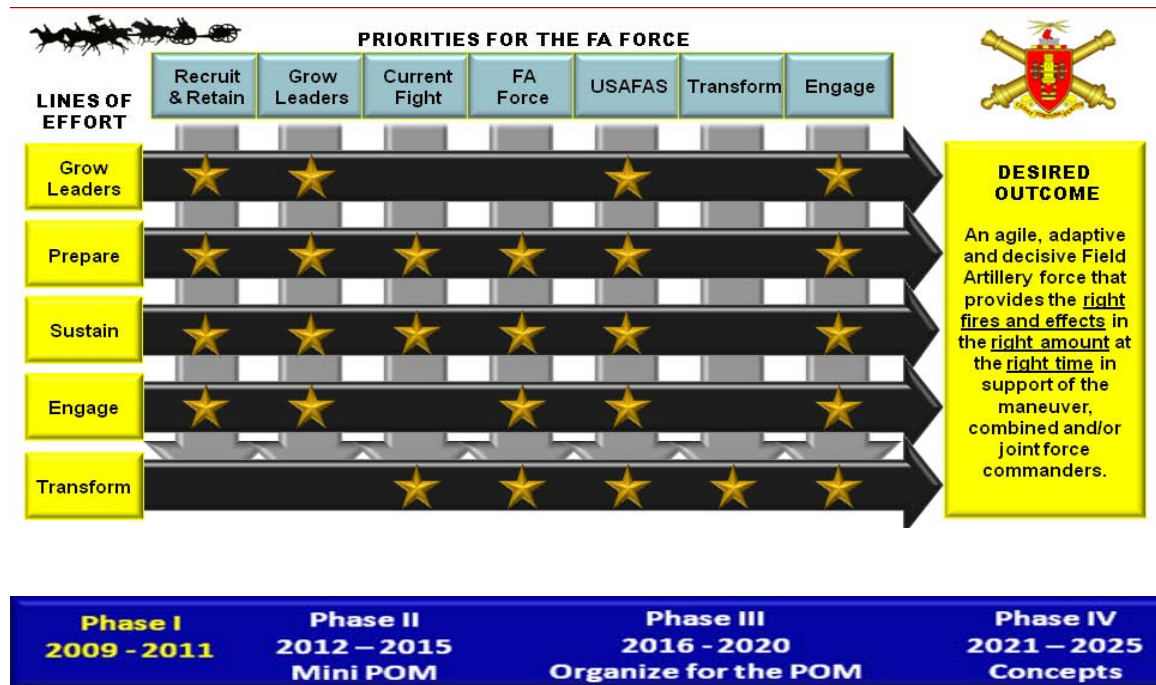 PRIORITIES FOR THE FA FORCE
LINES OF
EFFORT
Recruit
& Retain
Grow
Leaders
Current
Fight
FA
Force
USAFAS
Transform
Engage
Grow
Leaders
Prepare
Sustain
Engage
Transform
DESIRED
OUTCOME
An agile, adaptive
and decisive Field
Artillery force that
provides the right
fires and effects in
the right amount at
the right time in
support of the
maneuver,
combined and/or
joint force
commanders.
Phase I
2009 - 2011
Phase II
2012 – 2015
Mini POM
Phase III
2016 - 2020
Organize for the POM
Phase IV
2021 – 2025
Concepts